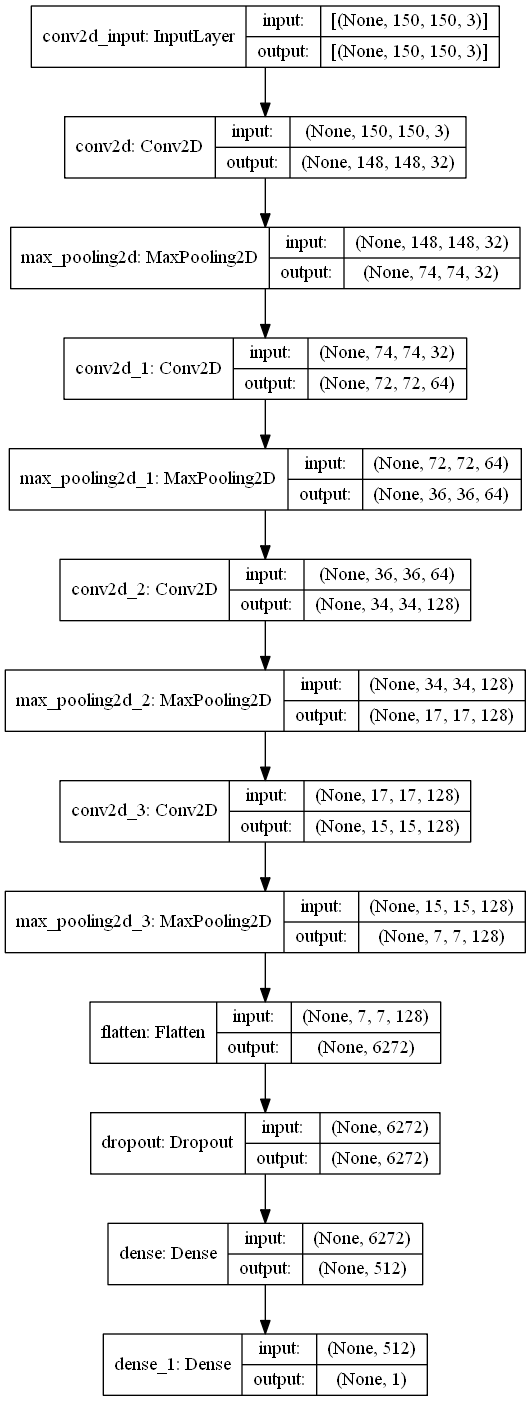 conv2d_input: InputLayer
input: [(None, 150, 150, 3)]
output: [(None, 150, 150, 3)]
conv2d: Conv2D
input: (None, 150, 150, 3)
output: (None, 148, 148, 32)
max_pooling2d: MaxPooling2D
input: (None, 148, 148, 32)
output: (None, 74, 74, 32)
conv2d_1: Conv2D
input: (None, 74, 74, 32)
output: (None, 72, 72, 64)
max_pooling2d_1: MaxPooling2D
input: (None, 72, 72, 64)
output: (None, 36, 36, 64)
conv2d_2: Conv2D
input: (None, 36, 36, 64)
output: (None, 34, 34, 128)
max_pooling2d_2: MaxPooling2D
input: (None, 34, 34, 128)
output: (None, 17, 17, 128)
conv2d_3: Conv2D
input: (None, 17, 17, 128)
output: (None, 15, 15, 128)
max_pooling2d_3: MaxPooling2D
input: (None, 15, 15, 128)
output: (None, 7, 7, 128)
flatten: Flatten
input: (None, 7, 7, 128)
output: (None, 6272)
dropout: Dropout
input: (None, 6272)
output: (None, 6272)
dense: Dense
input: (None, 6272)
output: (None, 512)
dense_1: Dense
input: (None, 512)
output: (None, 1)